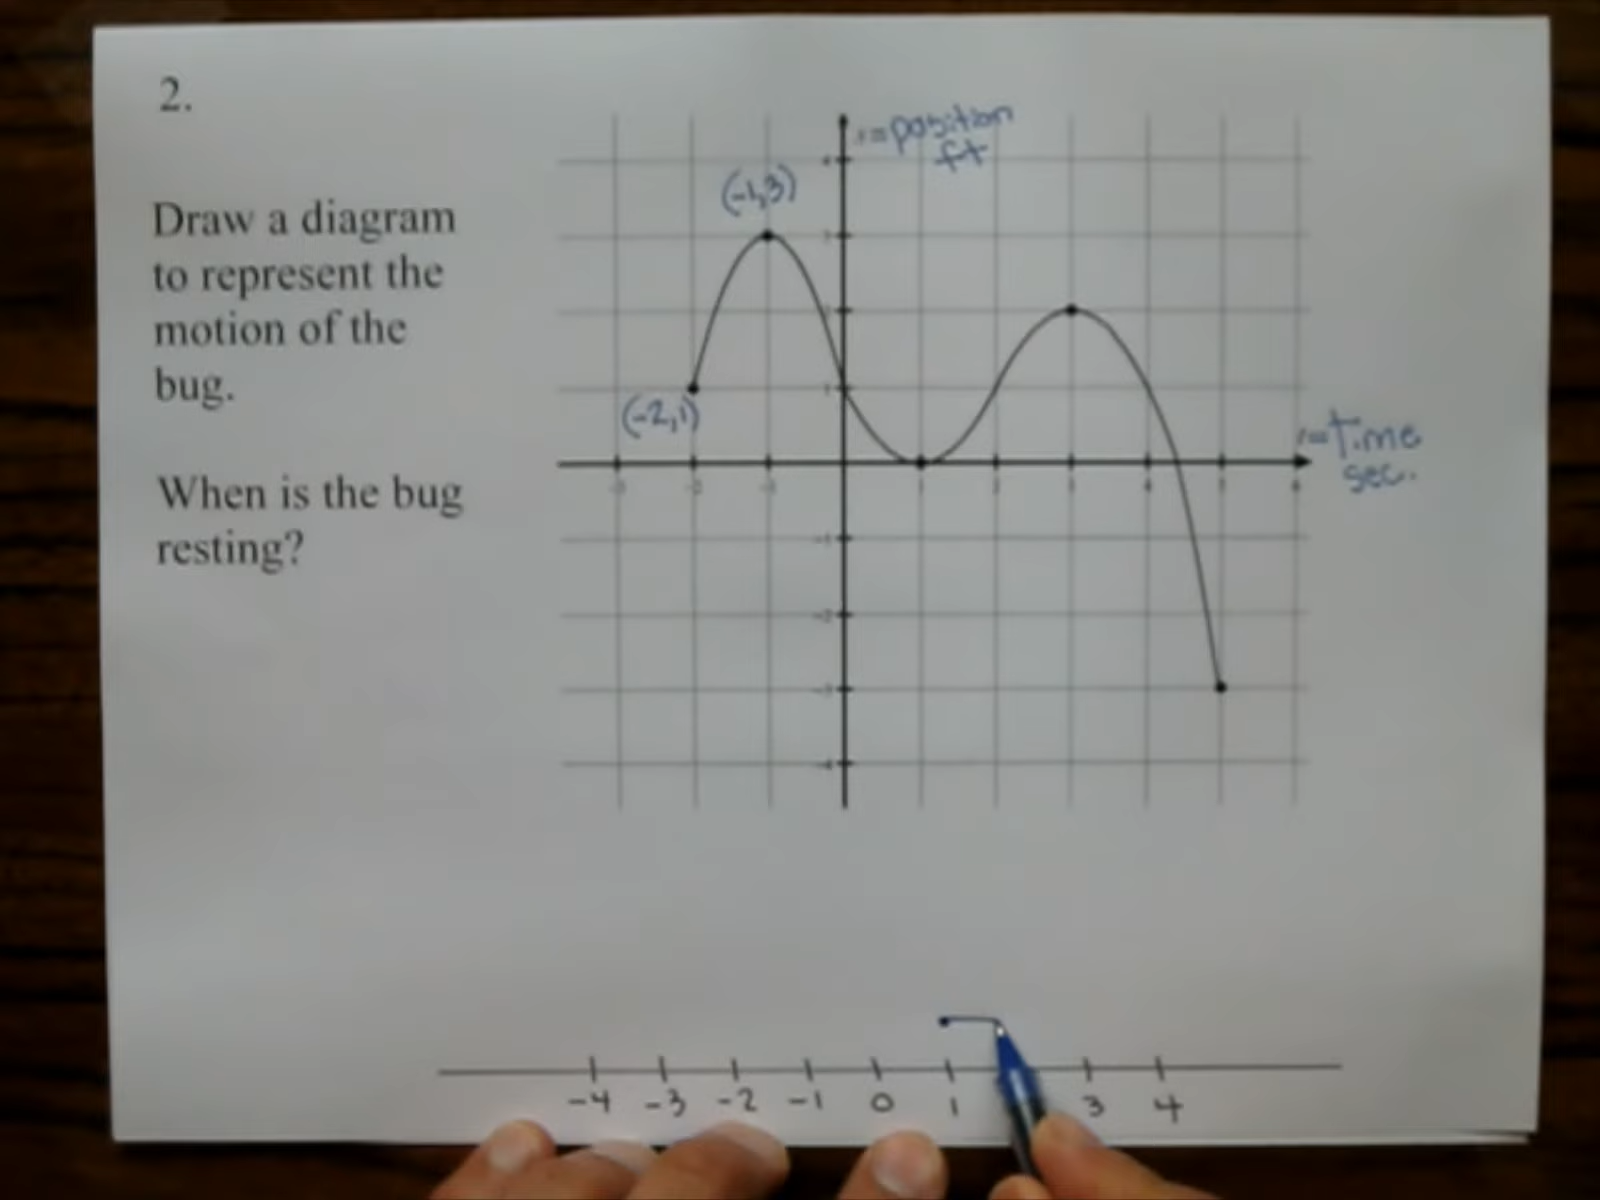 2.
Draw a diagram
to represent the
motion of the
bug.
When is the bug
resting?
=position
ft
(-1,3)
4
(-2,1)
=Time
sec.
-4 -3 -2 -1 0 1 3 4